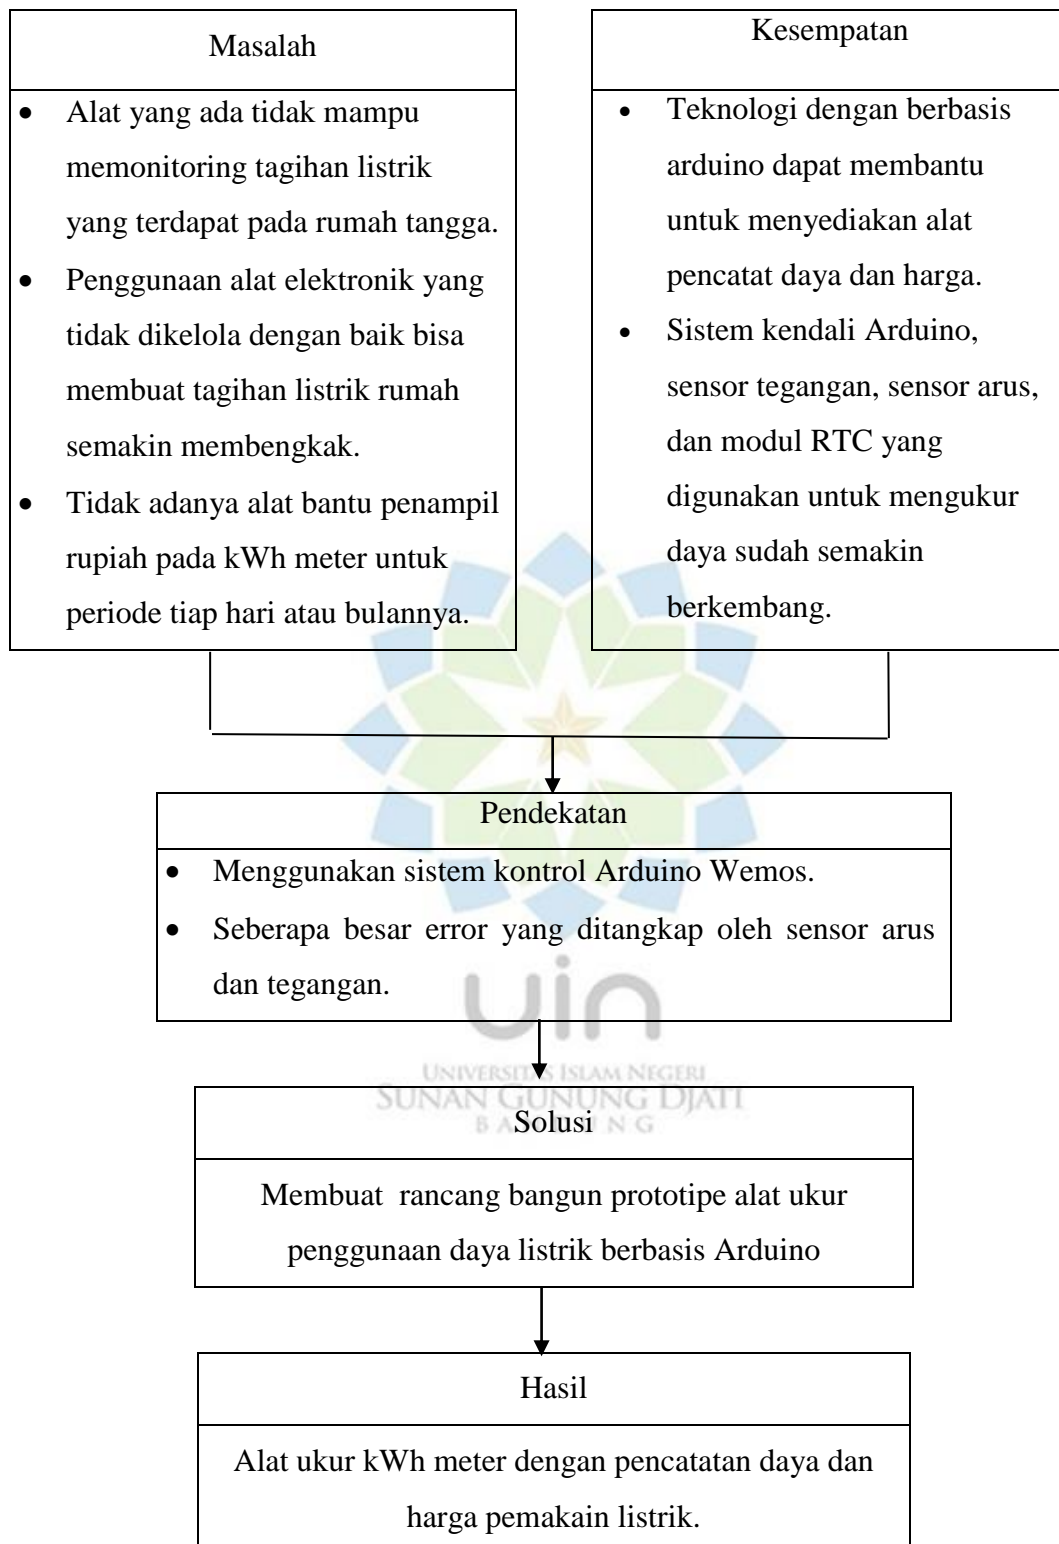 Masalah
• Alat yang ada tidak mampu
memonitoring tagihan listrik
yang terdapat pada rumah tangga.
• Penggunaan alat elektronik yang
tidak dikelola dengan baik bisa
membuat tagihan listrik rumah
semakin membengkak.
• Tidak adanya alat bantu penampil
rupiah pada kWh meter untuk
periode tiap hari atau bulannya.
Kesempatan
• Teknologi dengan berbasis
arduino dapat membantu
untuk menyediakan alat
pencatat daya dan harga.
• Sistem kendali Arduino,
sensor tegangan, sensor arus,
dan modul RTC yang
digunakan untuk mengukur
daya sudah semakin
berkembang.
Pendekatan
• Menggunakan sistem kontrol Arduino Wemos.
• Seberapa besar error yang ditangkap oleh sensor arus
dan tegangan.
uin
UNIVERSITAS ISLAM NEGERI
SUNAN GUNUNG DJATI
BANDUNG
Solusi
Membuat rancang bangun prototipe alat ukur
penggunaan daya listrik berbasis Arduino
Hasil
Alat ukur kWh meter dengan pencatatan daya dan
harga pemakain listrik.